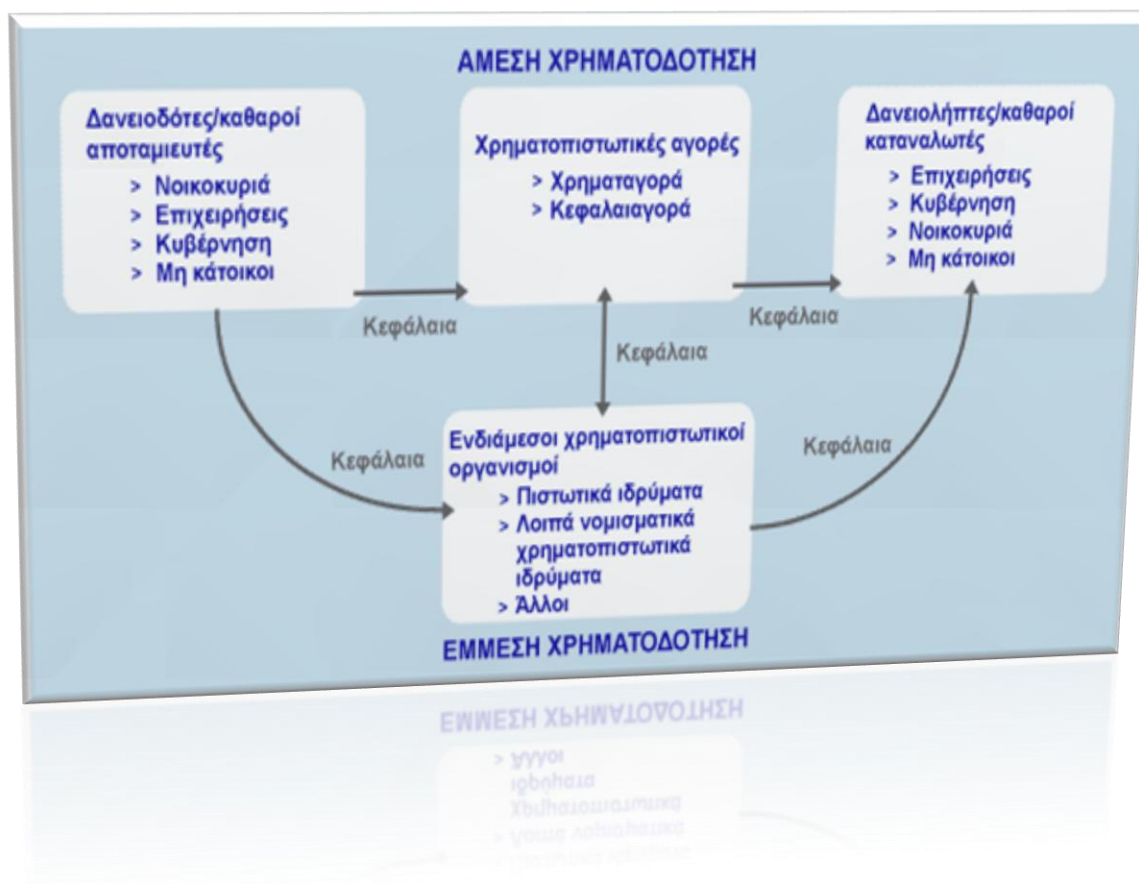 ΑΜΕΣΗ ΧΡΗΜΑΤΟΔΟΤΗΣΗ
Δανειοδότες/καθαροί
αποταμιευτές
> Νοικοκυριά
> Επιχειρήσεις
> Κυβέρνηση
> Μη κάτοικοι
Χρηματοπιστωτικές αγορές
> Χρηματαγορά
> Κεφαλαιαγορά
Δανειολήπτες/καθαροί
καταναλωτές
> Επιχειρήσεις
> Κυβέρνηση
> Νοικοκυριά
> Μη κάτοικοι
Κεφάλαια
Κεφάλαια
Κεφάλαια
Κεφάλαια
Κεφάλαια
Ενδιάμεσοι χρηματοπιστωτικοί
οργανισμοί
> Πιστωτικά ιδρύματα
> Λοιπά νομισματικά
χρηματοπιστωτικά
ιδρύματα
> Άλλοι
ΕΜΜΕΣΗ ΧΡΗΜΑΤΟΔΟΤΗΣΗ